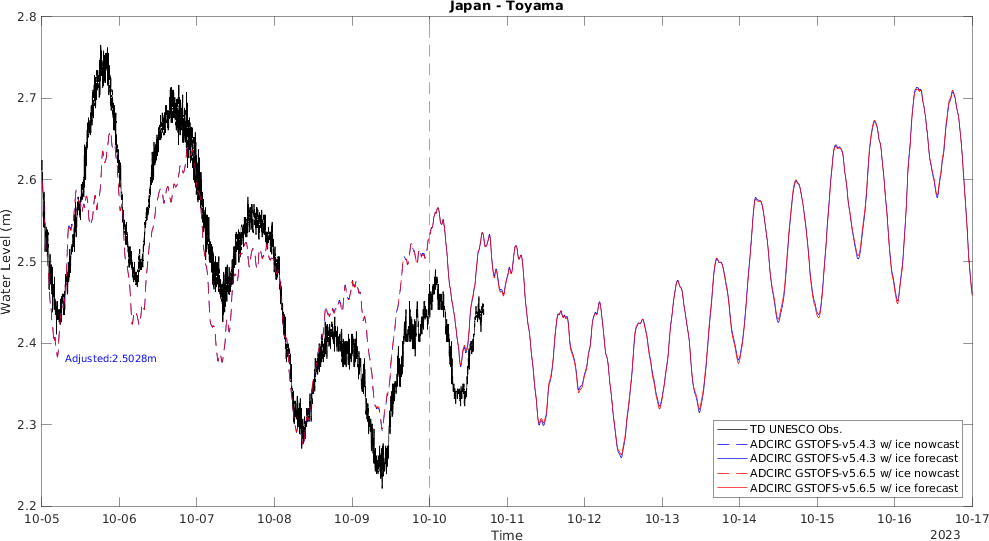 Japan - Toyama
2.8
2.7
2.6
2.5
2.4
2.3
2.2
Water Level (m)
Adjusted:2.5028m
TD UNESCO Obs.
ADCIRC GSTOFS-v5.4.3 w/ ice nowcast
ADCIRC GSTOFS-v5.4.3 w/ ice forecast
ADCIRC GSTOFS-v5.6.5 w/ ice nowcast
ADCIRC GSTOFS-v5.6.5 w/ ice forecast
10-05 10-06 10-07 10-08 10-09 10-10 10-11 10-12 10-13 10-14 10-15 10-16 10-17
Time
2023